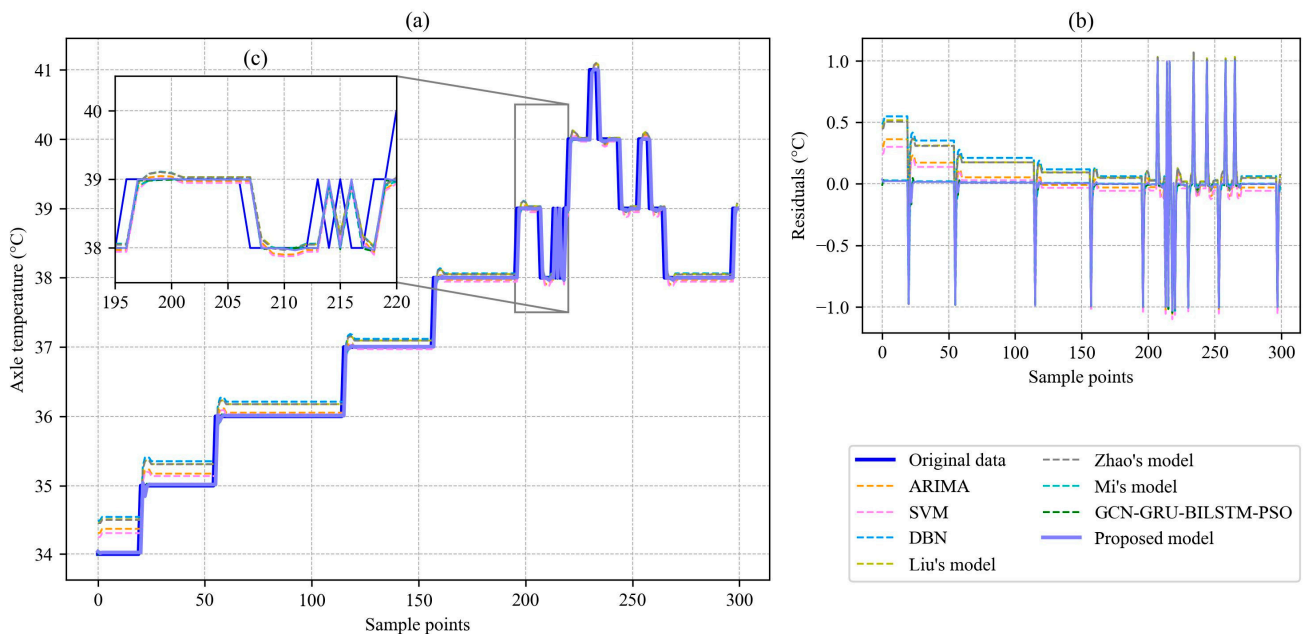 (a)
(b)
(c)
Axle temperature (°C)
41
40
39
38
37
36
35
34
0
50
100
150
200
250
300
Sample points
40
39
38
195
200
205
210
215
220
Residuals (°C)
1.0
0.5
0.0
−0.5
−1.0
0
50
100
150
200
250
300
Sample points
Original data
ARIMA
SVM
DBN
Liu's model
Zhao's model
Mi's model
GCN-GRU-BILSTM-PSO
Proposed model